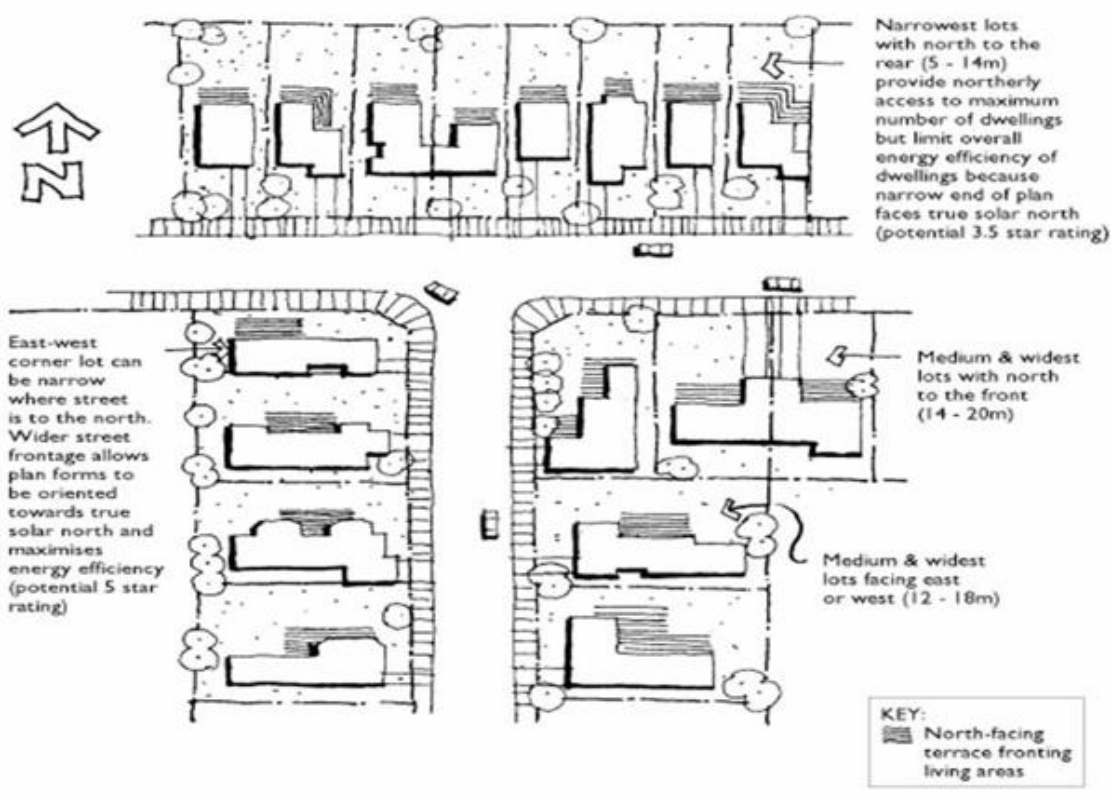 Narrowest lots
with north to the
rear (5 - 14m)
provide northerly
access to maximum
number of dwellings
but limit overall
energy efficiency of
dwellings because
narrow end of plan
faces true solar north
(potential 3.5 star rating)
N
East-west
corner lot can
be narrow
where street
is to the north.
Wider street
frontage allows
plan forms to
be oriented
towards true
solar north and
maximises
energy efficiency
(potential 5 star
rating)
Medium & widest
lots with north
to the front
(14 - 20m)
Medium & widest
lots facing east
or west (12 - 18m)
KEY:
North-facing
terrace fronting
living areas